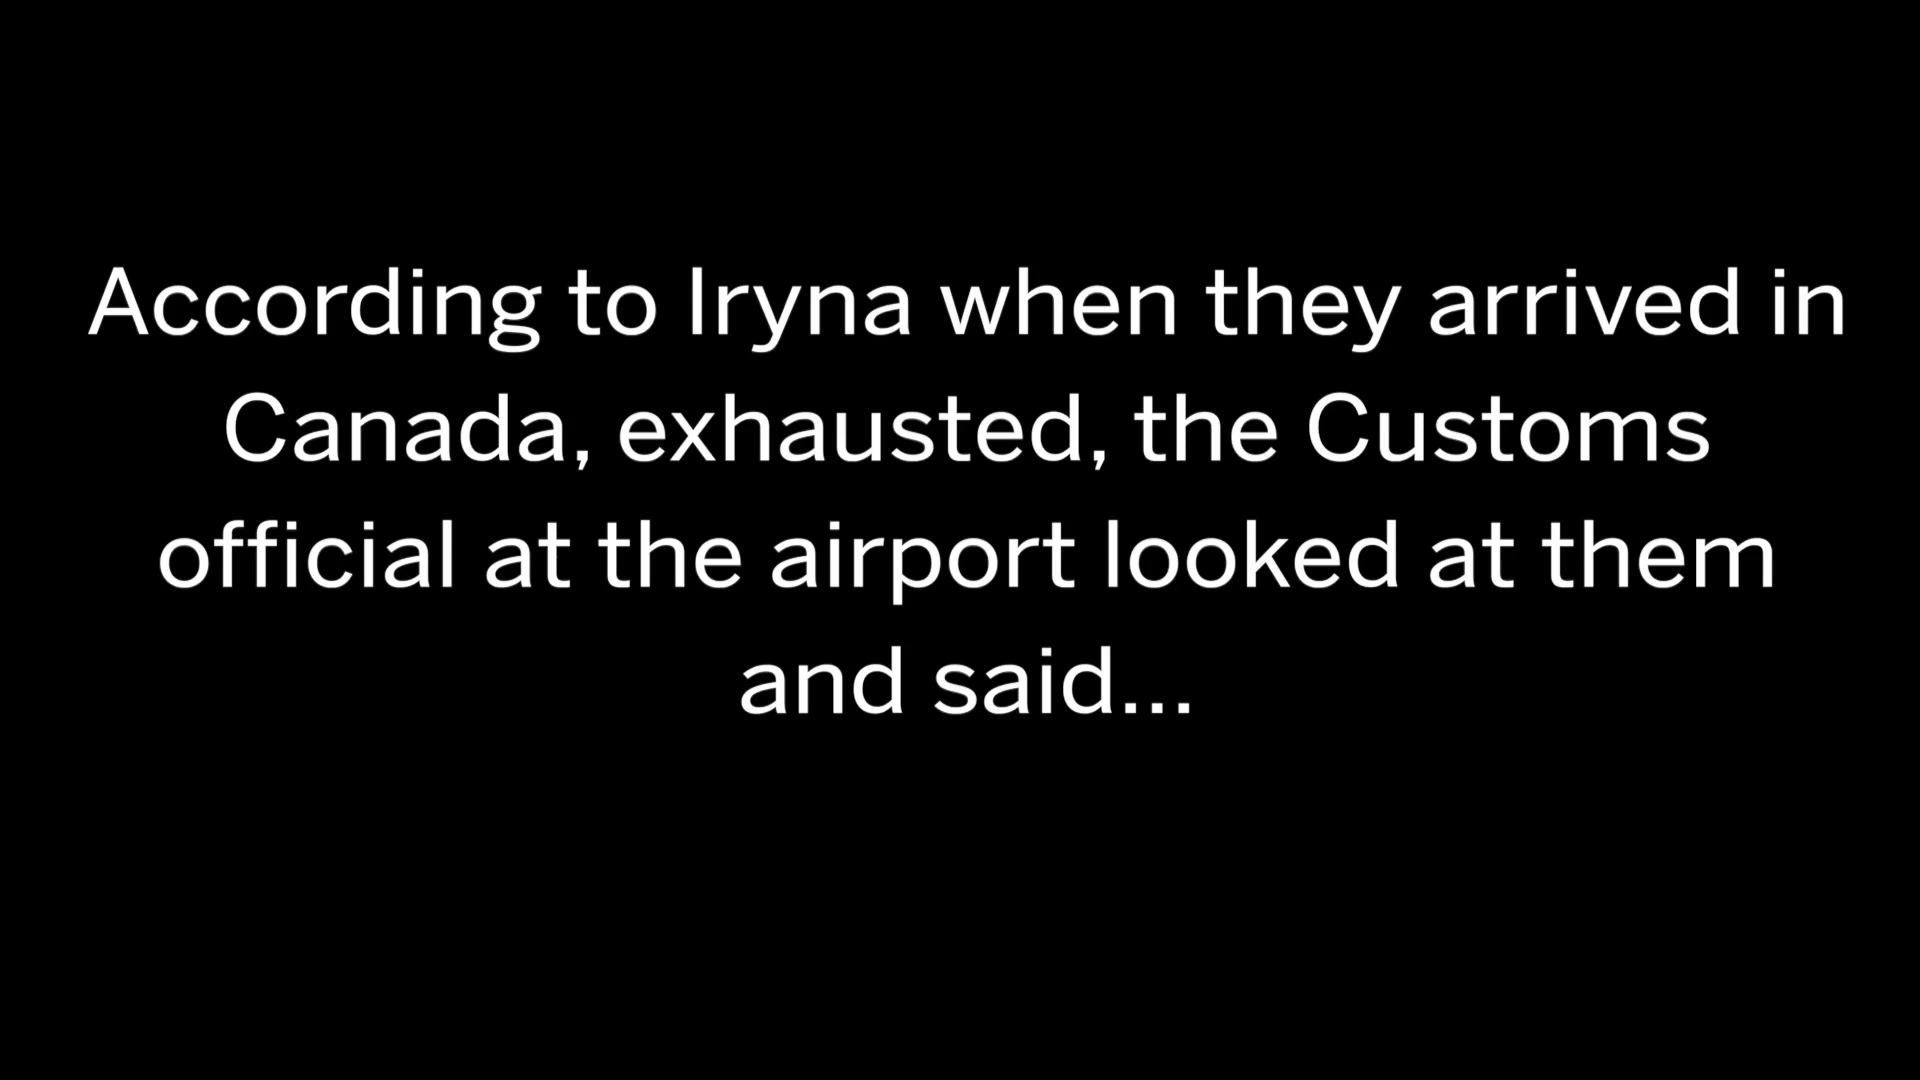 According to Iryna when they arrived in
Canada, exhausted, the Customs
official at the airport looked at them
and said...